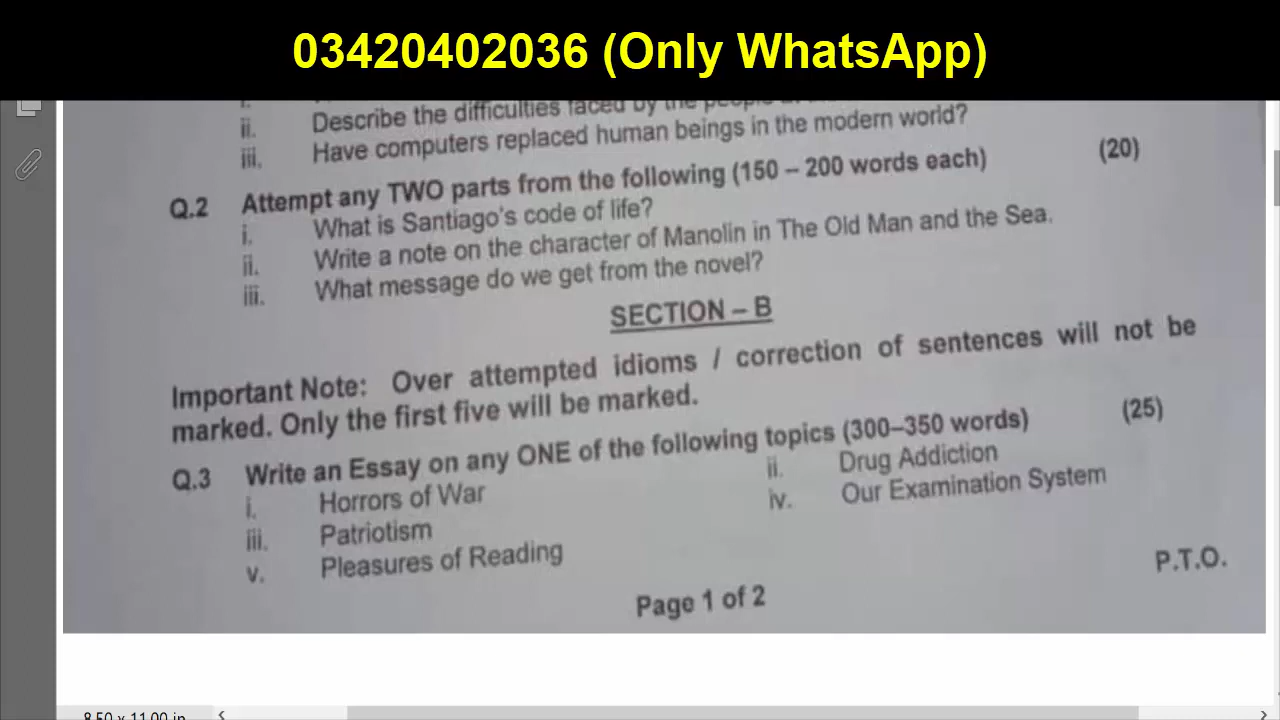 03420402036 (Only WhatsApp)
ii. Describe the difficulties faced by the people
iii. Have computers replaced human beings in the modern world?
Q.2 Attempt any TWO parts from the following (150 – 200 words each) (20)
i. What is Santiago's code of life?
ii. Write a note on the character of Manolin in The Old Man and the Sea.
iii. What message do we get from the novel?
SECTION – B
Important Note: Over attempted idioms / correction of sentences will not be
marked. Only the first five will be marked.
Q.3 Write an Essay on any ONE of the following topics (300–350 words) (25)
i. Horrors of War ii. Drug Addiction
iii. Patriotism iv. Our Examination System
v. Pleasures of Reading
P.T.O.
Page 1 of 2
8.50 x 11.00 in